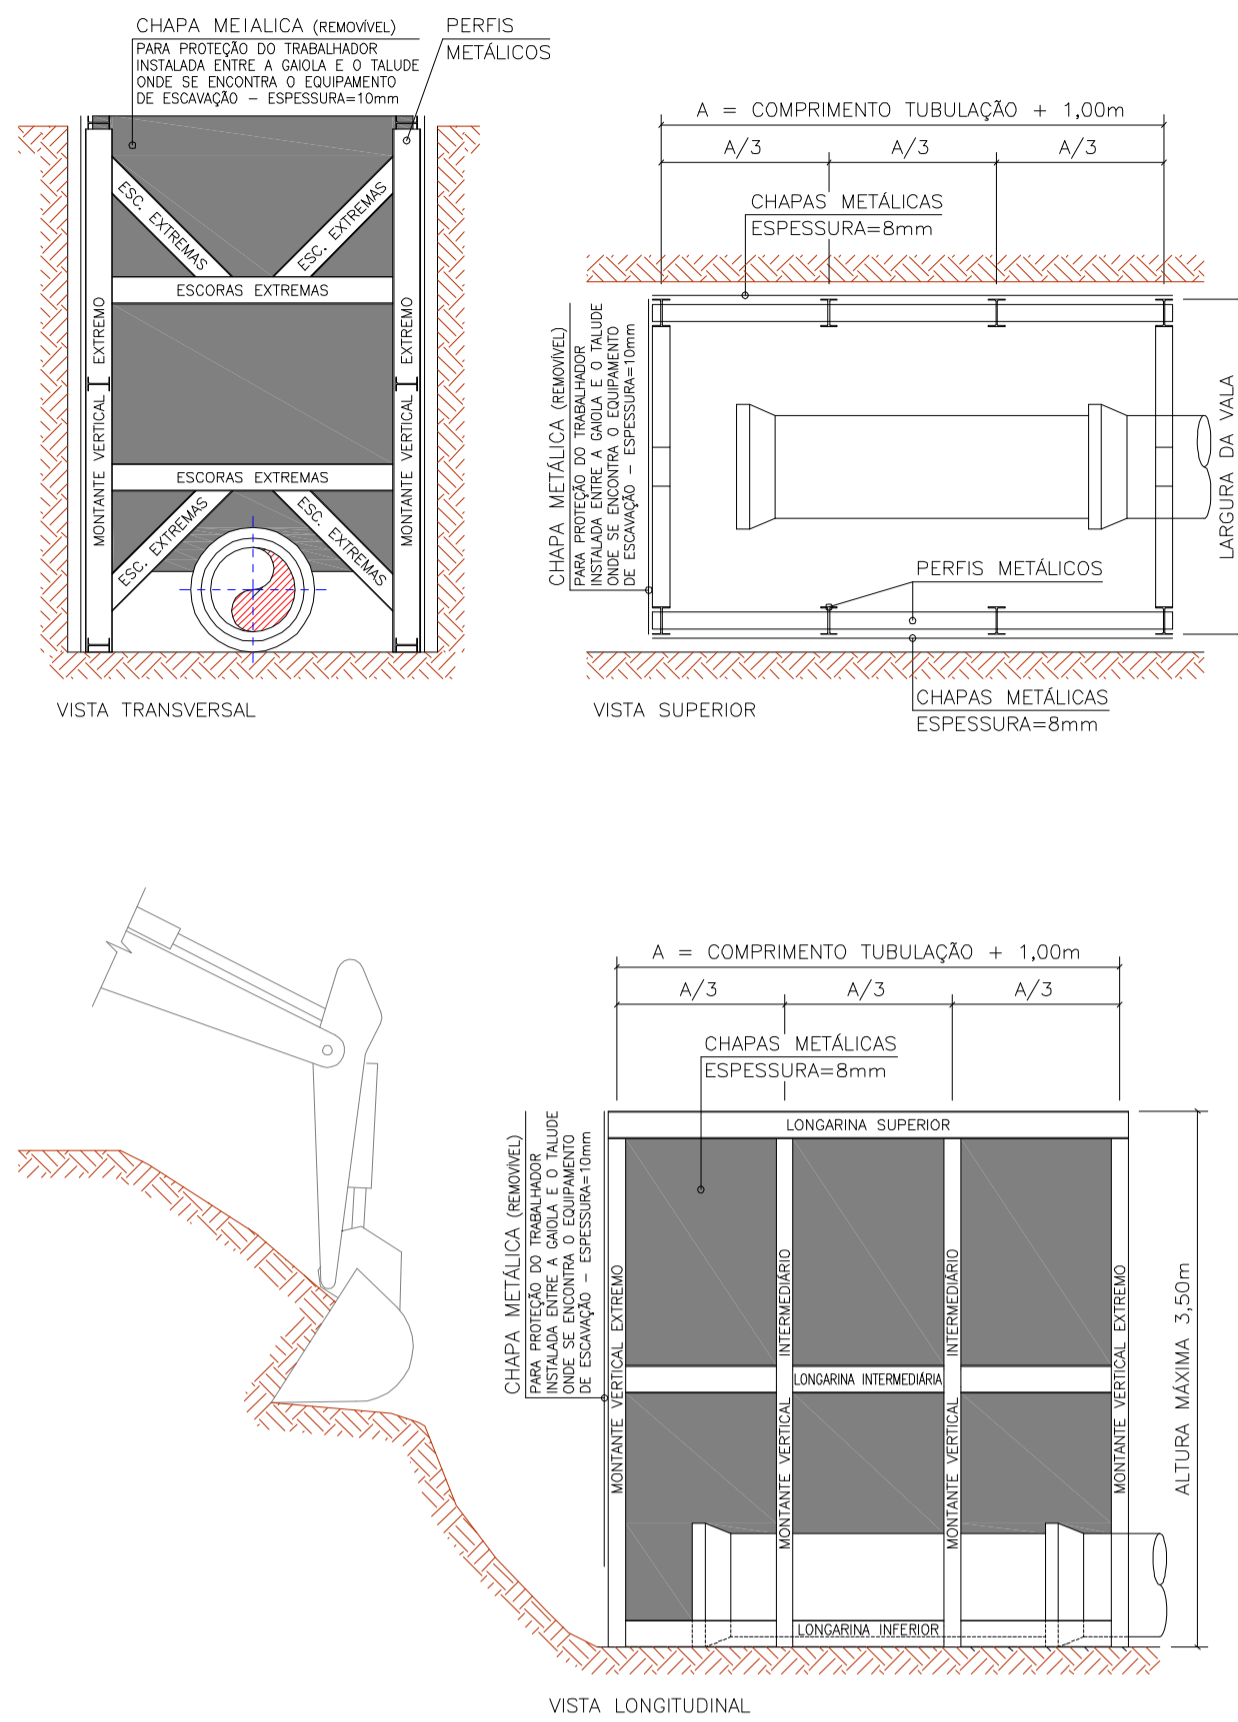 CHAPA MEIALICA (REMOVÍVEL)
PARA PROTEÇÃO DO TRABALHADOR
INSTALADA ENTRE A GAIOLA E O TALUDE
ONDE SE ENCONTRA O EQUIPAMENTO
DE ESCAVAÇÃO – ESPESSURA=10mm
PERFIS
METÁLICOS
ESC. EXTREMAS
ESC. EXTREMAS
ESCORAS EXTREMAS
MONTANTE VERTICAL EXTREMO
MONTANTE VERTICAL EXTREMO
ESCORAS EXTREMAS
ESC. EXTREMAS
ESC. EXTREMAS
VISTA TRANSVERSAL
A = COMPRIMENTO TUBULAÇÃO + 1,00m
A/3 A/3 A/3
CHAPAS METÁLICAS
ESPESSURA=8mm
CHAPA METÁLICA (REMOVÍVEL)
PARA PROTEÇÃO DO TRABALHADOR
INSTALADA ENTRE A GAIOLA E O TALUDE
ONDE SE ENCONTRA O EQUIPAMENTO
DE ESCAVAÇÃO – ESPESSURA=10mm
LARGURA DA VALA
PERFIS METÁLICOS
CHAPAS METÁLICAS
ESPESSURA=8mm
VISTA SUPERIOR
A = COMPRIMENTO TUBULAÇÃO + 1,00m
A/3 A/3 A/3
CHAPAS METÁLICAS
ESPESSURA=8mm
CHAPA METÁLICA (REMOVÍVEL)
PARA PROTEÇÃO DO TRABALHADOR
INSTALADA ENTRE A GAIOLA E O TALUDE
ONDE SE ENCONTRA O EQUIPAMENTO
DE ESCAVAÇÃO – ESPESSURA=10mm
LONGARINA SUPERIOR
MONTANTE VERTICAL EXTREMO
MONTANTE VERTICAL INTERMEDIÁRIO
MONTANTE VERTICAL INTERMEDIÁRIO
MONTANTE VERTICAL EXTREMO
LONGARINA INTERMEDIÁRIA
LONGARINA INFERIOR
ALTURA MÁXIMA 3,50m
VISTA LONGITUDINAL